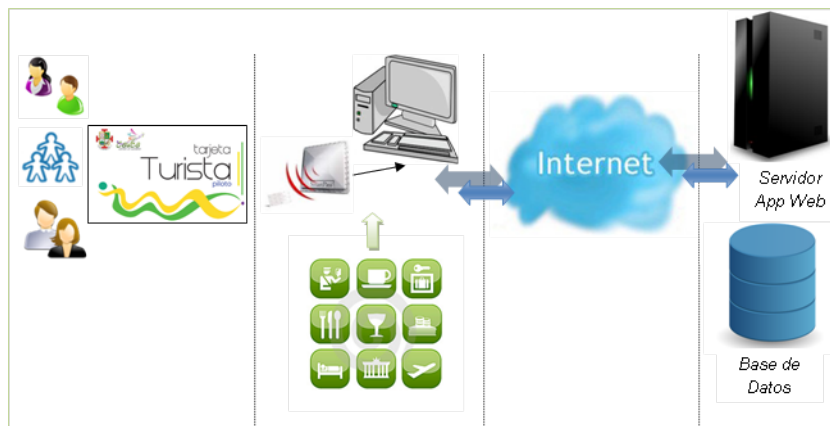 tarjeta
Turista
piloto
Internet
Servidor
App Web
Base de
Datos